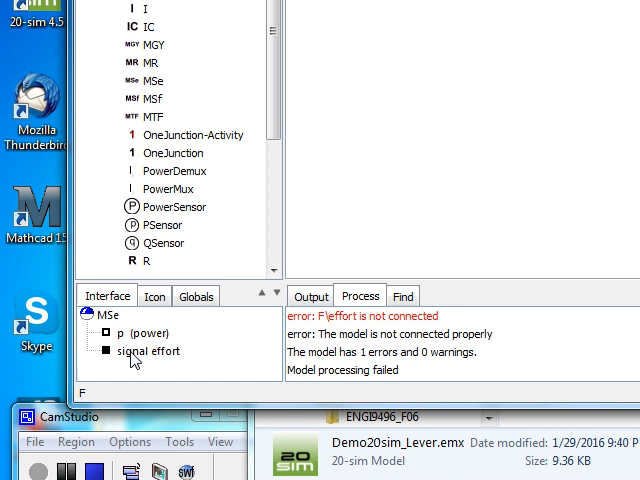 20-sim 4.5
Mozilla
Thunderbird
Mathcad 15
Skype
I I
IC IC
MGY MGY
MR MR
MSe MSe
MSf MSf
MTF MTF
1 OneJunction-Activity
1 OneJunction
PowerDemux
PowerMux
P PowerSensor
p PSensor
q QSensor
R R
Interface Icon Globals
MSe
p (power)
signal effort
Output Process Find
error: F\effort is not connected
error: The model is not connected properly
The model has 1 errors and 0 warnings.
Model processing failed
F
CamStudio
File Region Options Tools View
SWF
ENGI9496_F06
20
sim
Demo20sim_Lever.emx Date modified: 1/29/2016 9:40 P
20-sim Model Size: 9.36 KB